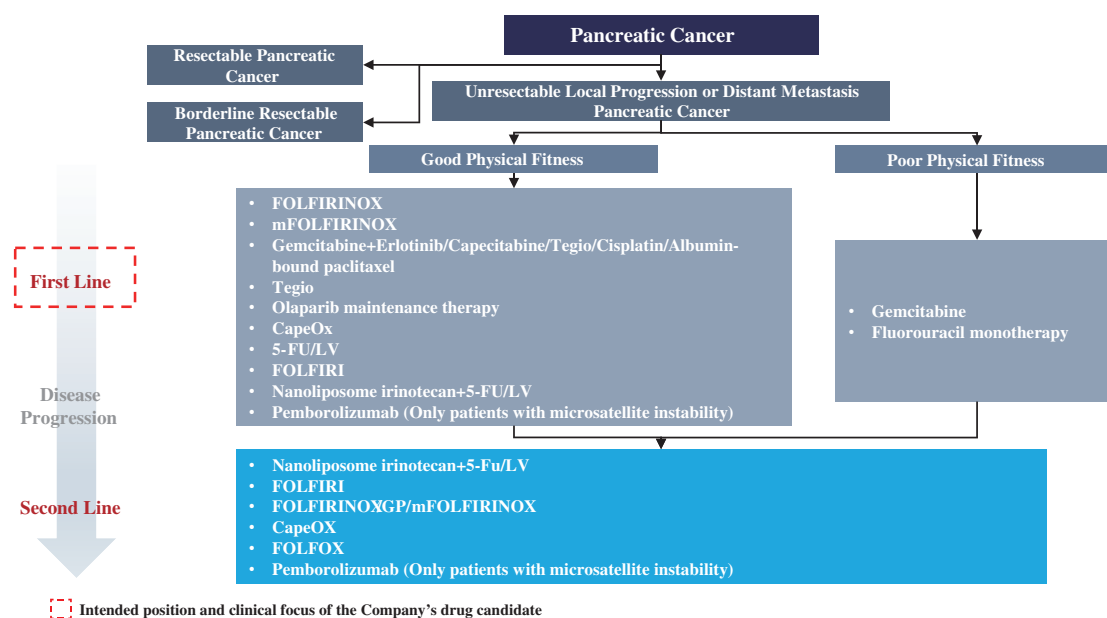 Pancreatic Cancer
Resectable Pancreatic
Cancer
Unresectable Local Progression or Distant Metastasis
Pancreatic Cancer
Borderline Resectable
Pancreatic Cancer
Good Physical Fitness
Poor Physical Fitness
First Line
• FOLFIRINOX
• mFOLFIRINOX
• Gemcitabine+Erlotinib/Capecitabine/Tegio/Cisplatin/Albumin-
bound paclitaxel
• Tegio
• Olaparib maintenance therapy
• CapeOx
• 5-FU/LV
• FOLFIRI
• Nanoliposome irinotecan+5-FU/LV
• Pemborolizumab (Only patients with microsatellite instability)
• Gemcitabine
• Fluorouracil monotherapy
Disease
Progression
Second Line
• Nanoliposome irinotecan+5-Fu/LV
• FOLFIRI
• FOLFIRINOX/GP/mFOLFIRINOX
• CapeOX
• FOLFOX
• Pemborolizumab (Only patients with microsatellite instability)
Intended position and clinical focus of the Company's drug candidate